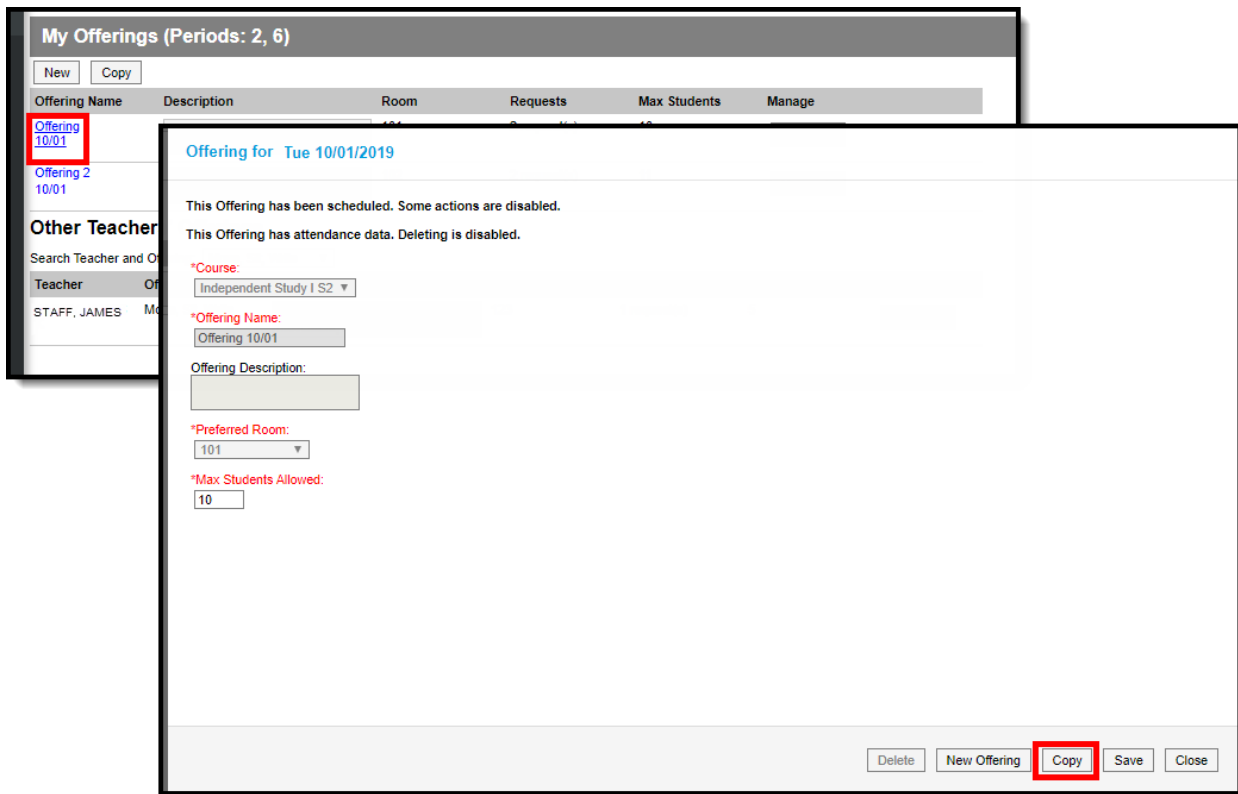 My Offerings (Periods: 2, 6)
New Copy
Offering Name Description Room Requests Max Students Manage
Offering
10/01
Offering 2
10/01
Other Teacher
Search Teacher and O
Teacher Of
STAFF, JAMES Mo
Offering for Tue 10/01/2019
This Offering has been scheduled. Some actions are disabled.
This Offering has attendance data. Deleting is disabled.
*Course:
Independent Study I S2
*Offering Name:
Offering 10/01
Offering Description:
*Preferred Room:
101
*Max Students Allowed:
10
Delete New Offering Copy Save Close